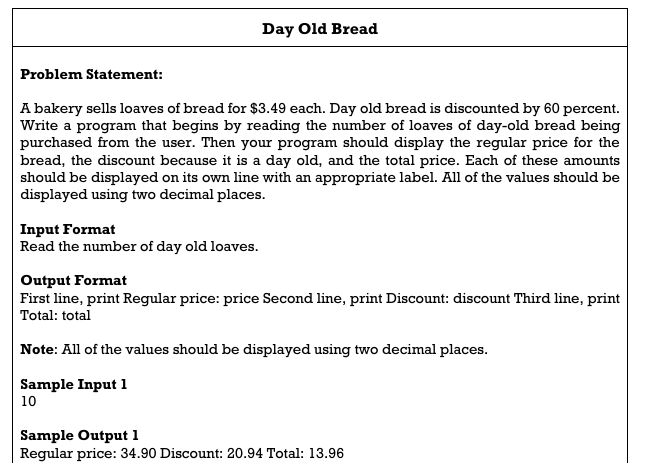 Day Old Bread
Problem Statement:
A bakery sells loaves of bread for $3.49 each. Day old bread is discounted by 60 percent.
Write a program that begins by reading the number of loaves of day-old bread being
purchased from the user. Then your program should display the regular price for the
bread, the discount because it is a day old, and the total price. Each of these amounts
should be displayed on its own line with an appropriate label. All of the values should be
displayed using two decimal places.
Input Format
Read the number of day old loaves.
Output Format
First line, print Regular price: price Second line, print Discount: discount Third line, print
Total: total
Note: All of the values should be displayed using two decimal places.
Sample Input 1
10
Sample Output 1
Regular price: 34.90 Discount: 20.94 Total: 13.96